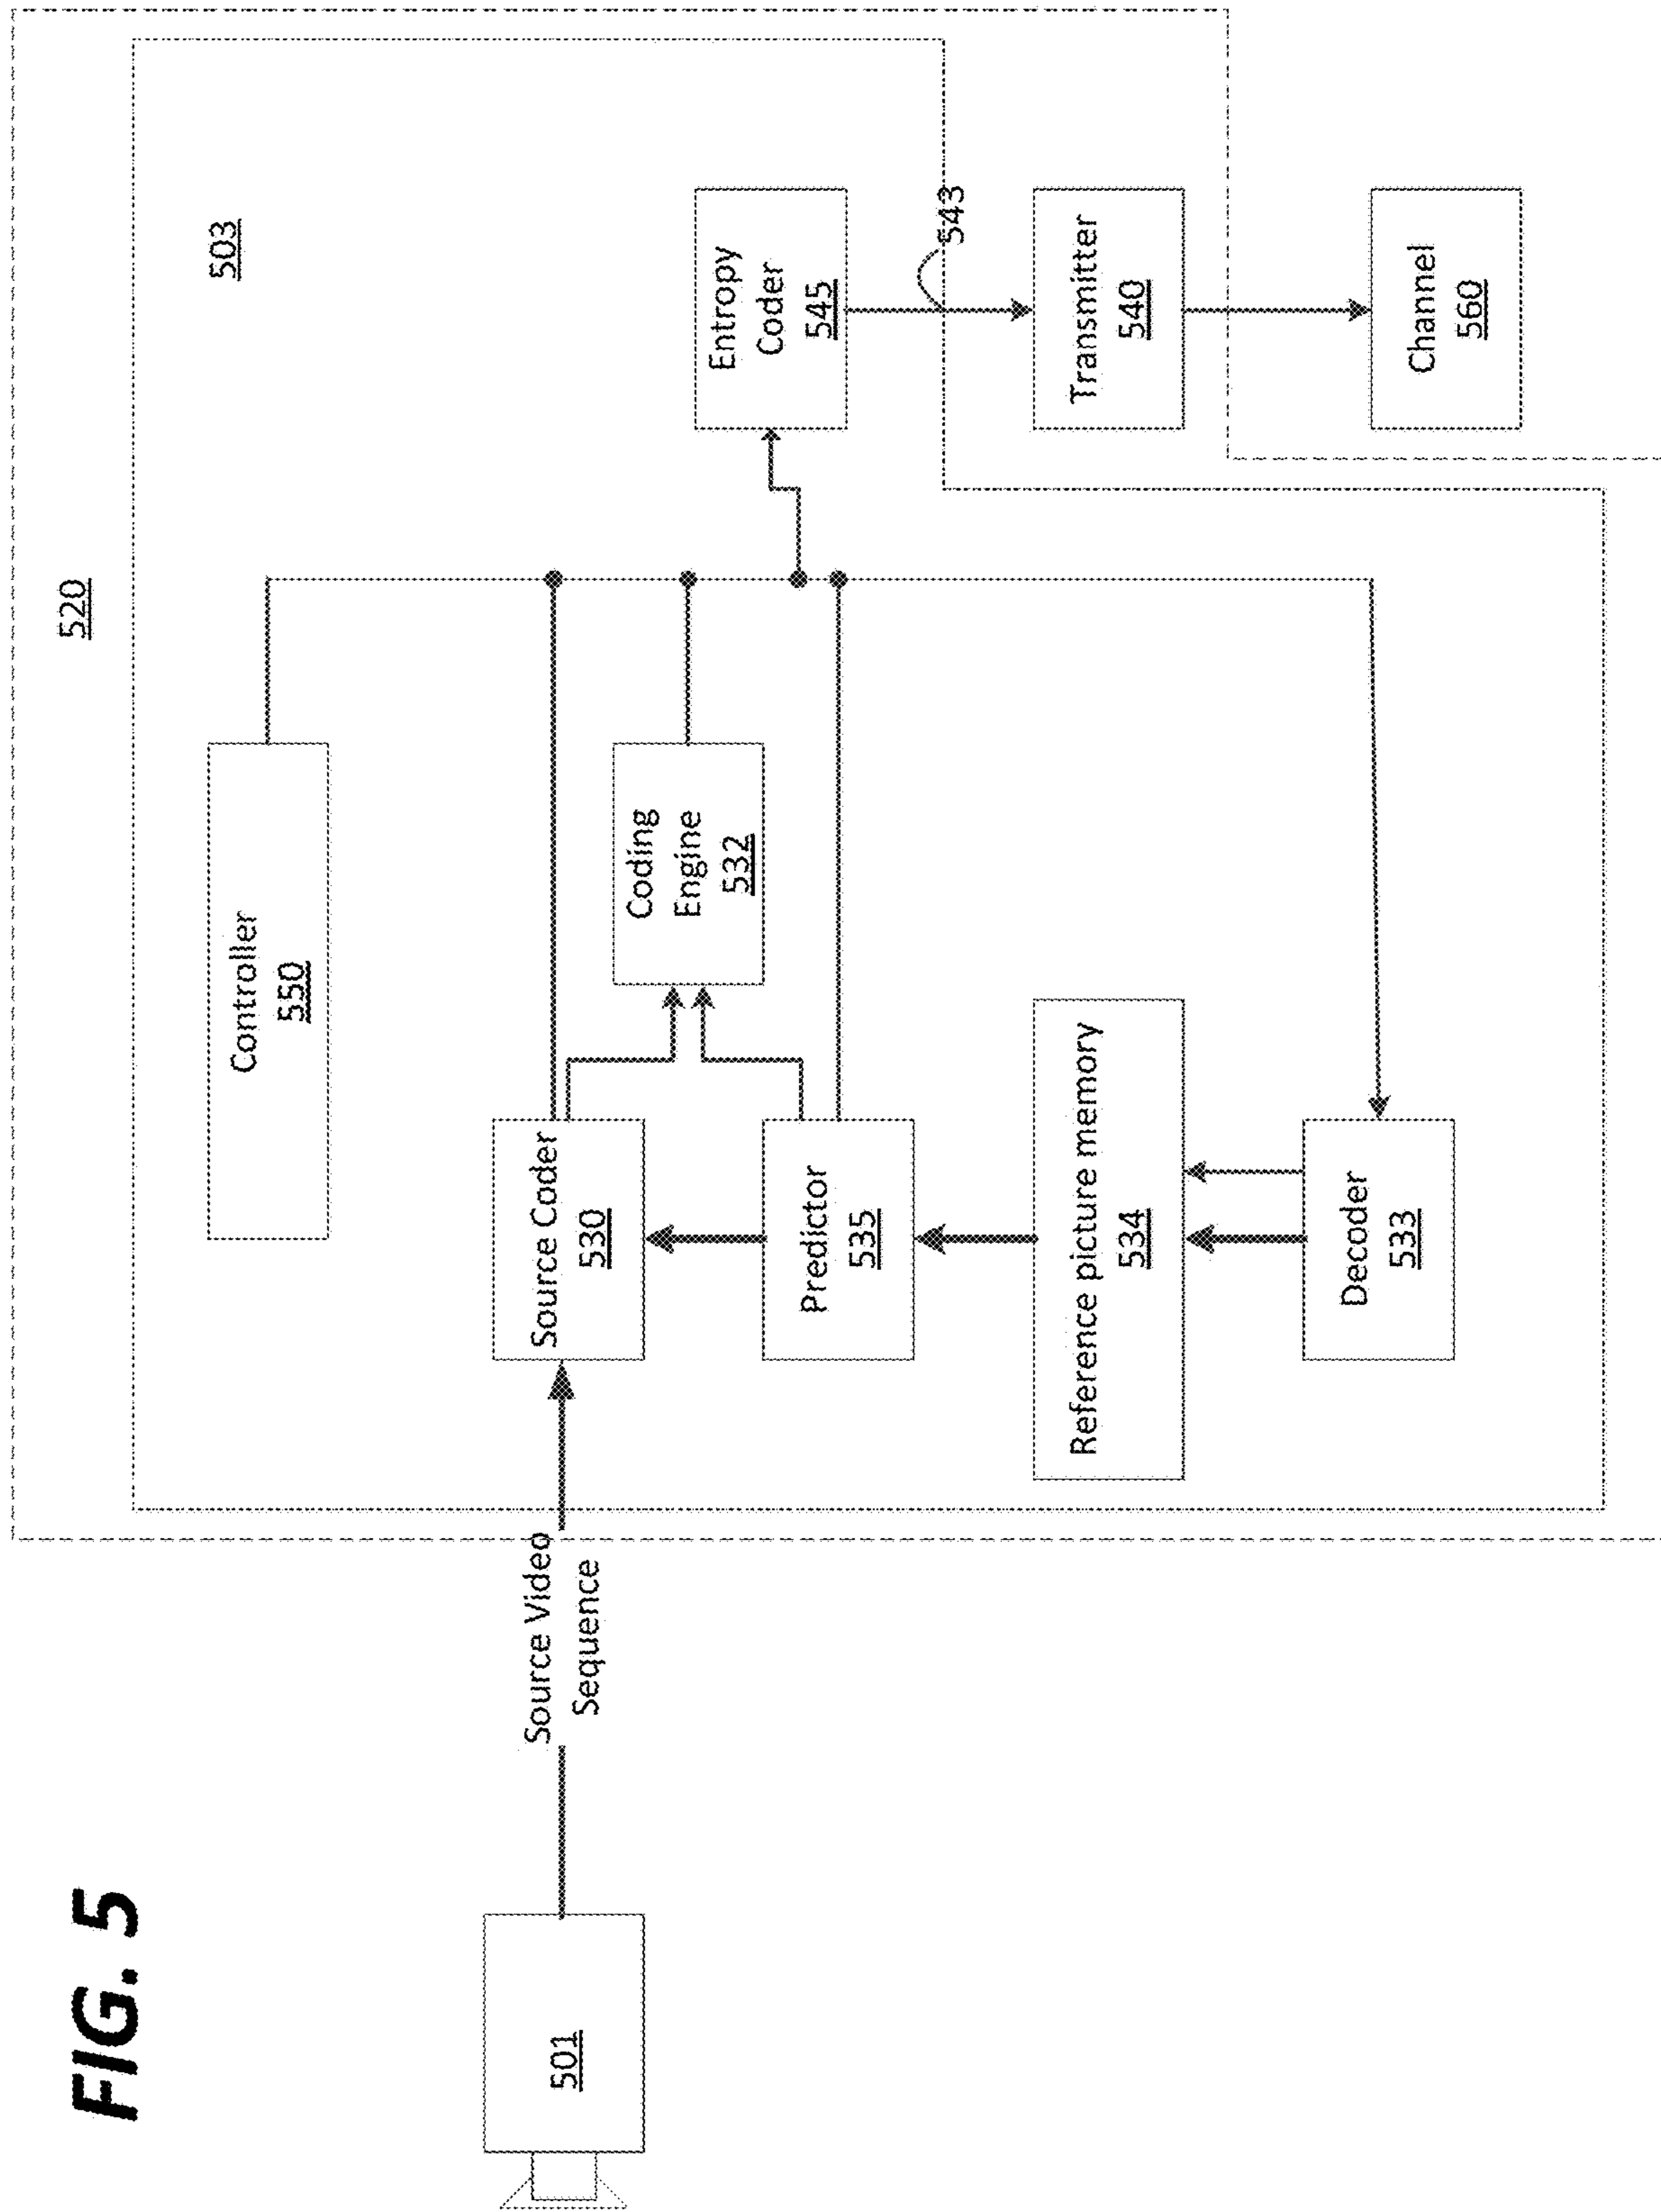 FIG. 5
520
503
Controller
550
501
Source Video
Sequence
Source Coder
530
Coding
Engine
532
Entropy
Coder
545
Predictor
535
543
Reference picture memory
534
Transmitter
540
Decoder
533
Channel
560